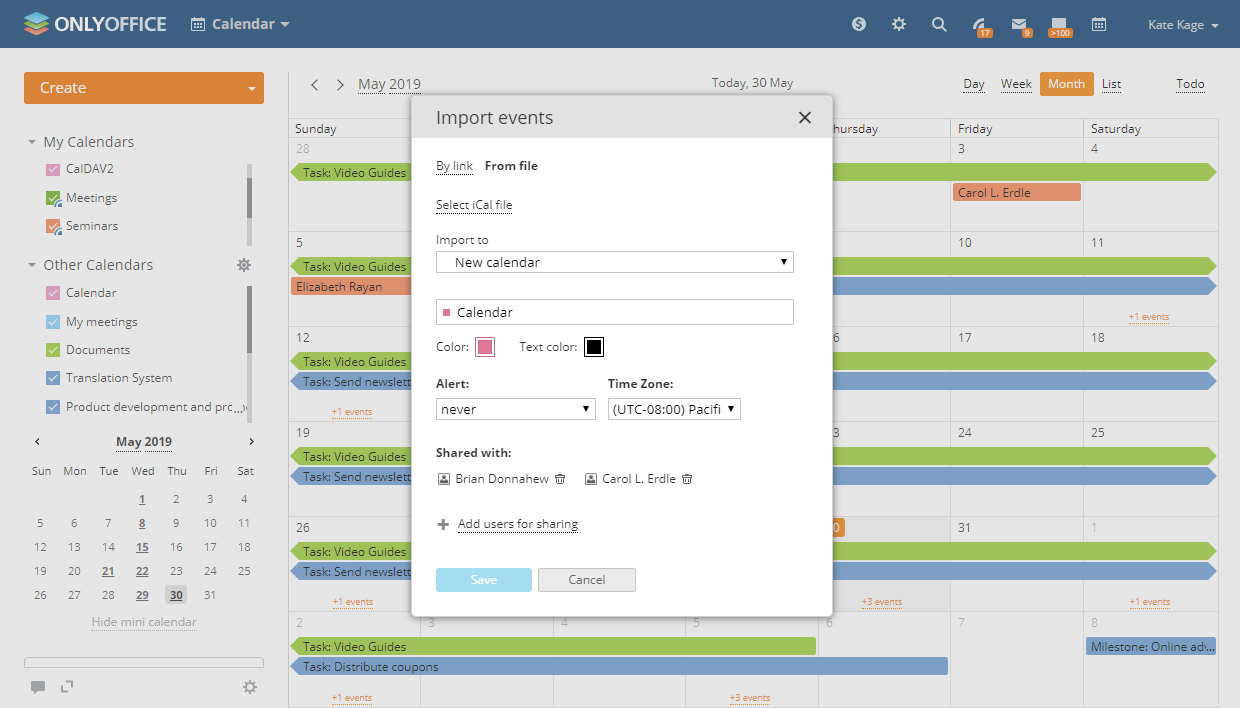 ONLYOFFICE Calendar 17 9 >100 Kate Kage
Create
My Calendars
CalDAV2
Meetings
Seminars
Other Calendars
Calendar
My meetings
Documents
Translation System
Product development and pro...
May 2019
Sun Mon Tue Wed Thu Fri Sat
1 2 3 4
5 6 7 8 9 10 11
12 13 14 15 16 17 18
19 20 21 22 23 24 25
26 27 28 29 30 31
Hide mini calendar
May 2019 Today, 30 May Day Week Month List Todo
Sunday hursday Friday Saturday
28 3 4
Task: Video Guides
Carol L. Erdle
5 10 11
Task: Video Guides
Elizabeth Rayan
+1 events
12 6 17 18
Task: Video Guides
Task: Send newslett
+1 events
19 3 24 25
Task: Video Guides
Task: Send newslett
26 0 31 1
Task: Video Guides
Task: Send newslett
+1 events +3 events +1 events
2 3 4 5 6 7 8
Task: Video Guides Milestone: Online adv...
Task: Distribute coupons
+1 events +3 events
Import events
By link From file
Select iCal file
Import to
New calendar
Calendar
Color: Text color:
Alert: Time Zone:
never (UTC-08:00) Pacifi
Shared with:
Brian Donnahew Carol L. Erdle
Add users for sharing
Save Cancel